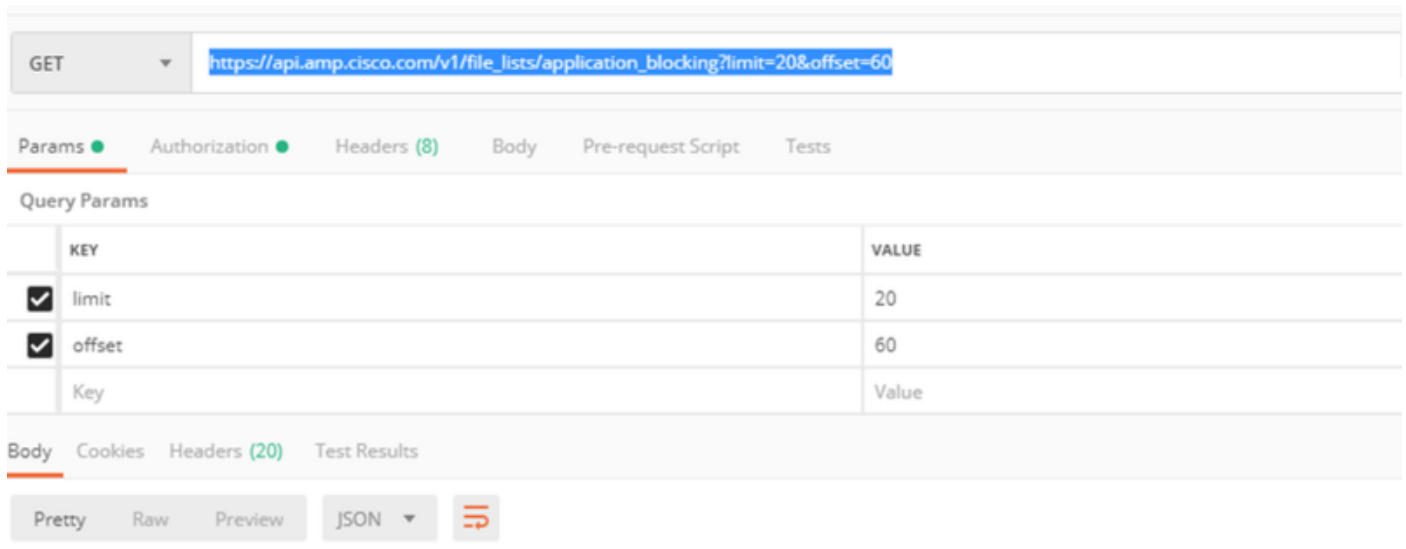 GET https://api.amp.cisco.com/v1/file_lists/application_blocking?limit=20&offset=60
Params Authorization Headers (8) Body Pre-request Script Tests
Query Params
KEY VALUE
limit 20
offset 60
Key Value
Body Cookies Headers (20) Test Results
Pretty Raw Preview JSON